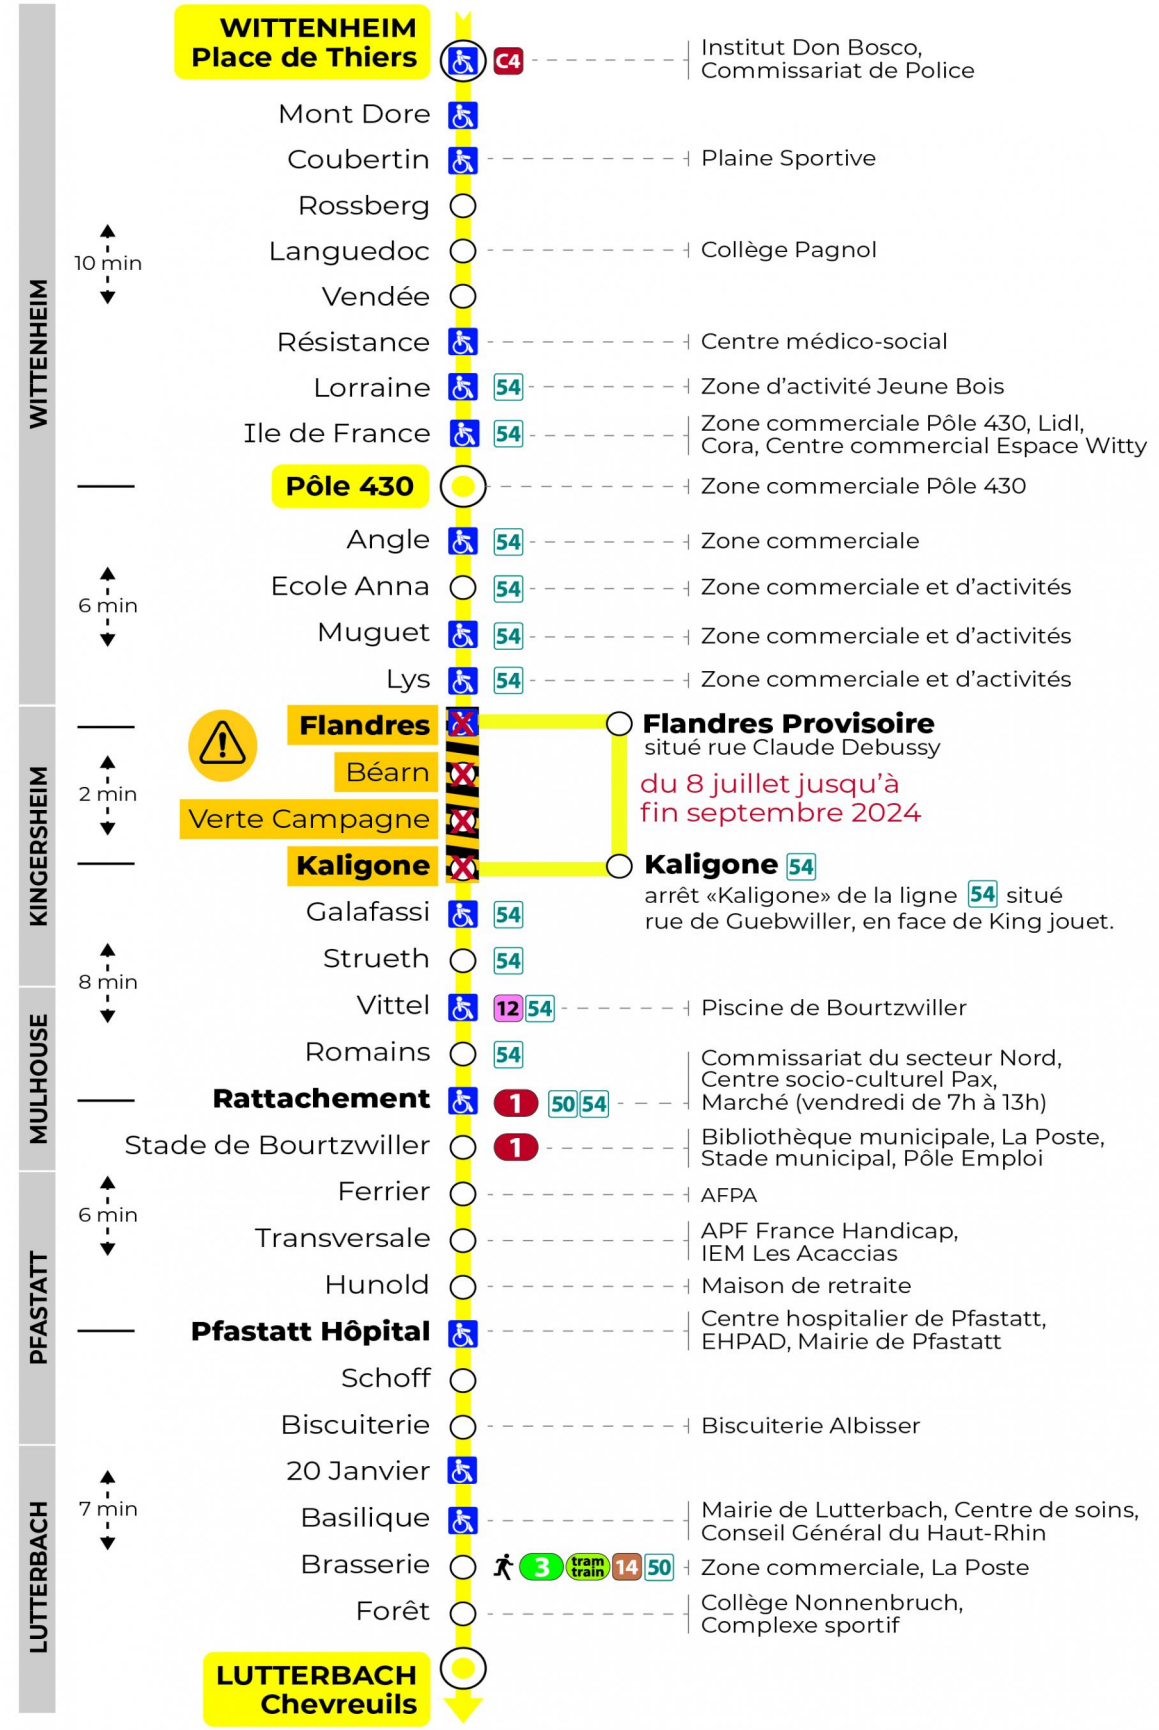 WITTENHEIM
Place de Thiers
C4
Institut Don Bosco,
Commissariat de Police
Mont Dore
Coubertin
Plaine Sportive
Rossberg
10 min
Languedoc
Collège Pagnol
Vendée
WITTENHEIM
Résistance
Centre médico-social
Lorraine
54
Zone d’activité Jeune Bois
Ile de France
54
Zone commerciale Pôle 430, Lidl,
Cora, Centre commercial Espace Witty
Pôle 430
Zone commerciale Pôle 430
Angle
54
Zone commerciale
Ecole Anna
54
Zone commerciale et d’activités
6 min
Muguet
54
Zone commerciale et d’activités
Lys
54
Zone commerciale et d’activités
Flandres
Flandres Provisoire
situé rue Claude Debussy
Béarn
du 8 juillet jusqu’à
fin septembre 2024
2 min
Verte Campagne
KINGERSHEIM
Kaligone
Kaligone 54
arrêt «Kaligone» de la ligne 54 situé
rue de Guebwiller, en face de King jouet.
Galafassi
54
Strueth
54
8 min
Vittel
12 54
Piscine de Bourtzwiller
Romains
54
MULHOUSE
Rattachement
1 50 54
Commissariat du secteur Nord,
Centre socio-culturel Pax,
Marché (vendredi de 7h à 13h)
Stade de Bourtzwiller
1
Bibliothèque municipale, La Poste,
Stade municipal, Pôle Emploi
Ferrier
AFPA
6 min
Transversale
APF France Handicap,
IEM Les Acaccias
Hunold
Maison de retraite
PFASTATT
Pfastatt Hôpital
Centre hospitalier de Pfastatt,
EHPAD, Mairie de Pfastatt
Schoff
Biscuiterie
Biscuiterie Albisser
20 Janvier
7 min
Basilique
Mairie de Lutterbach, Centre de soins,
Conseil Général du Haut-Rhin
LUTTERBACH
Brasserie
3 tram train 14 50
Zone commerciale, La Poste
Forêt
Collège Nonnenbruch,
Complexe sportif
LUTTERBACH
Chevreuils